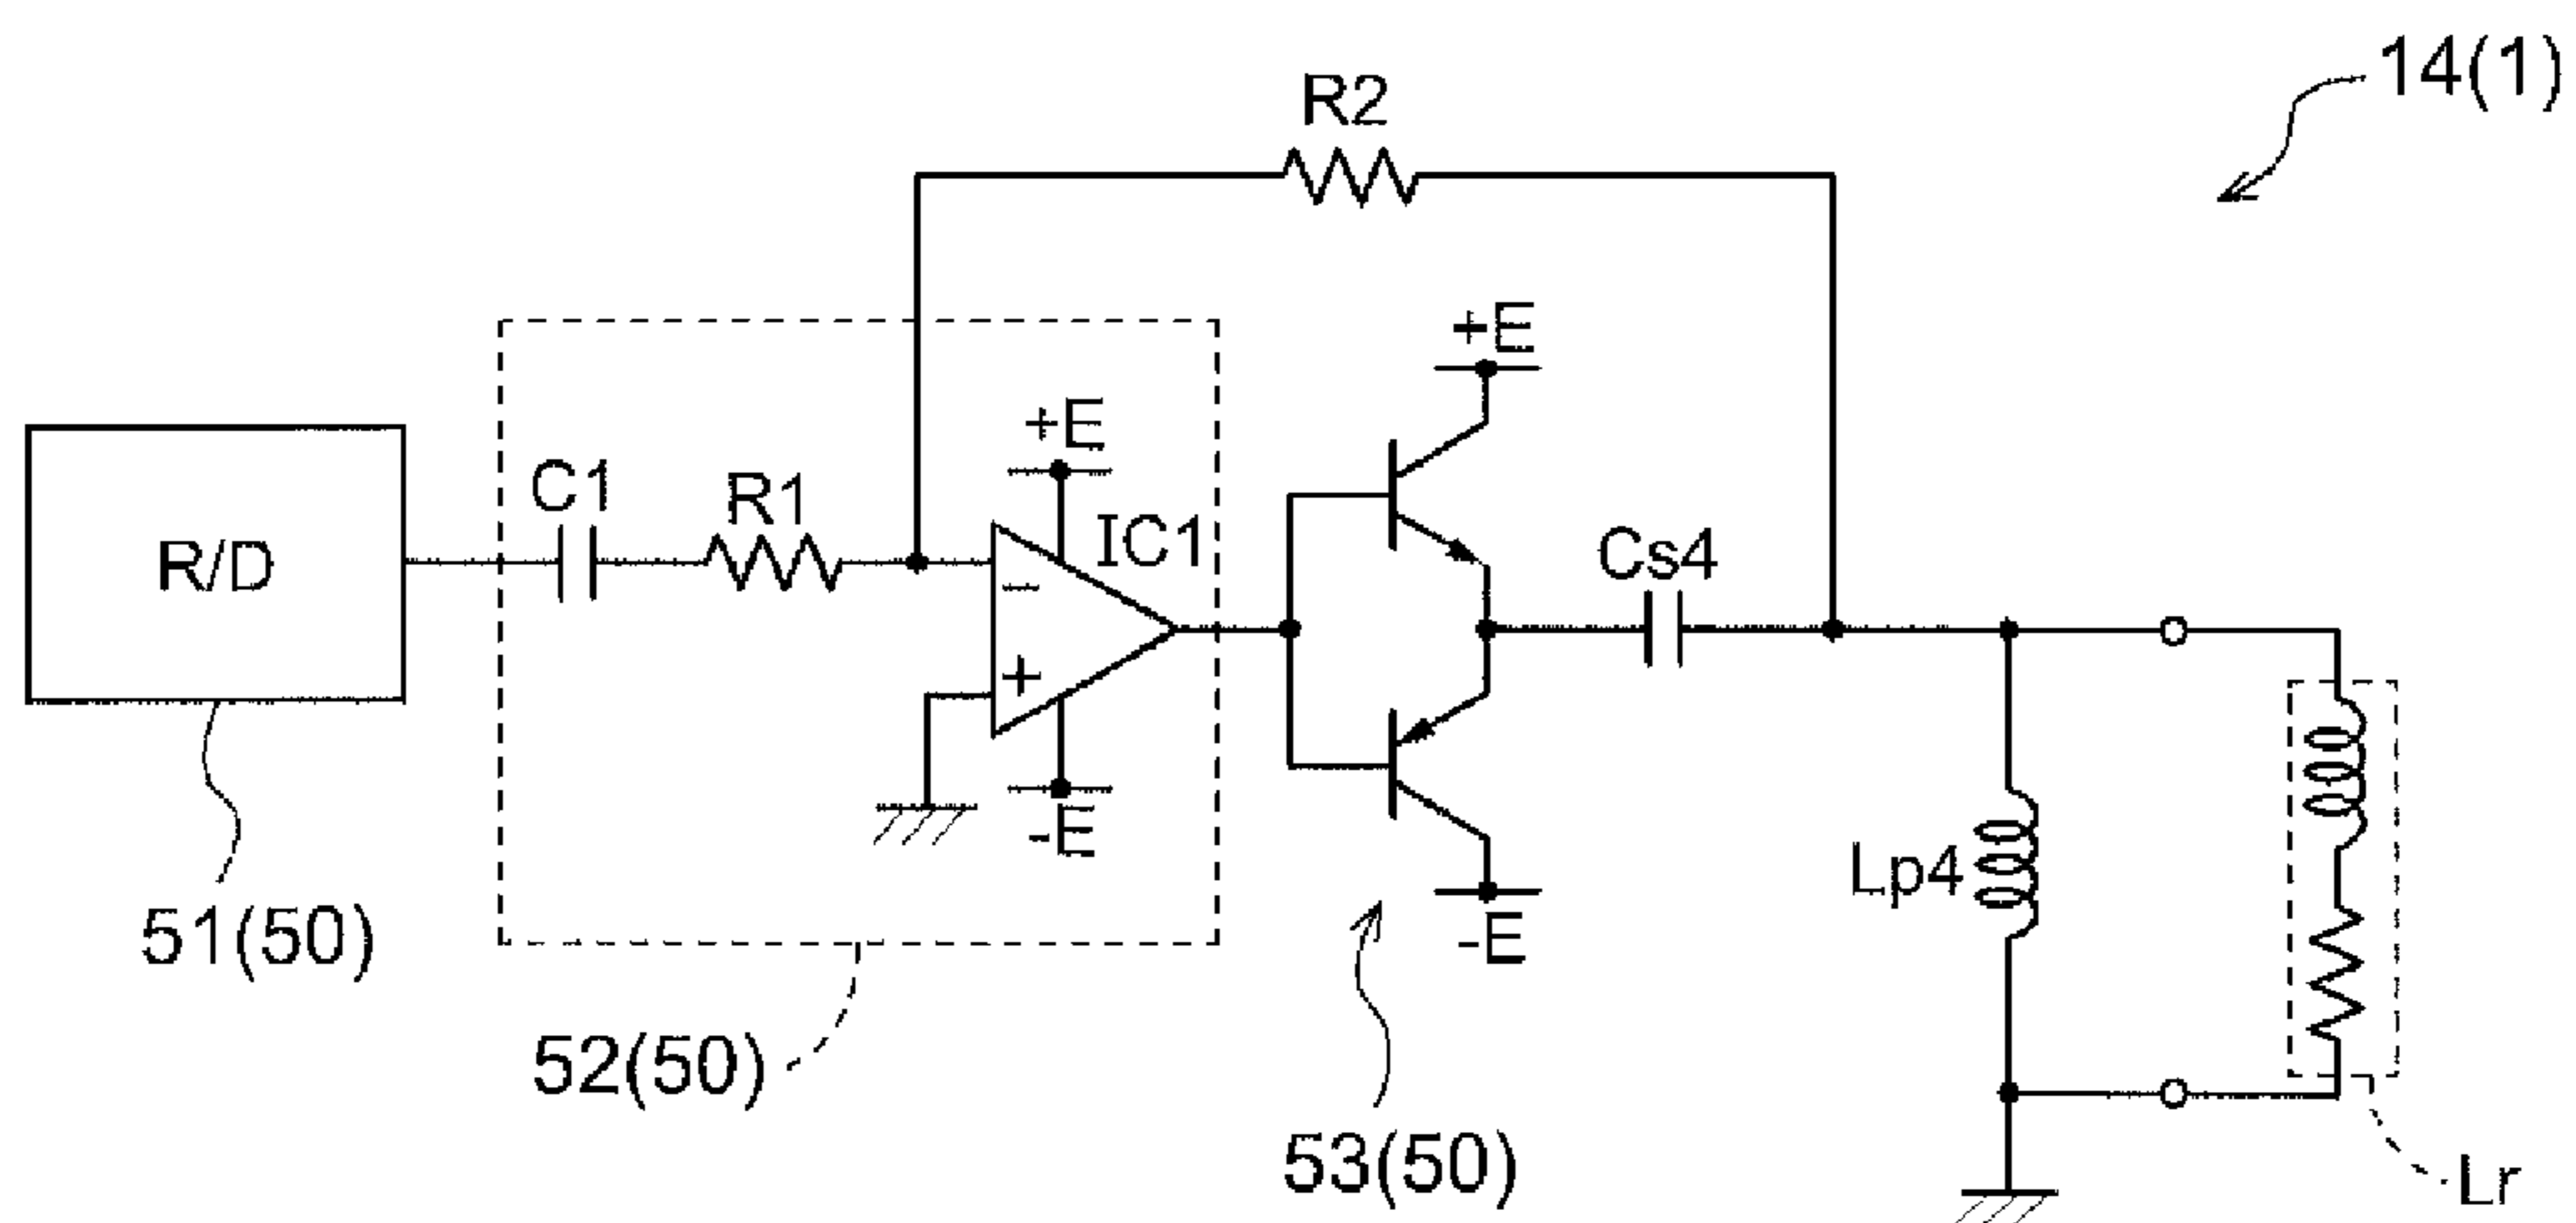 14(1)
R2
+E
+E
C1
R1
IC1
Cs4
R/D
−
+
-E
Lp4
-E
51(50)
52(50)
53(50)
Lr